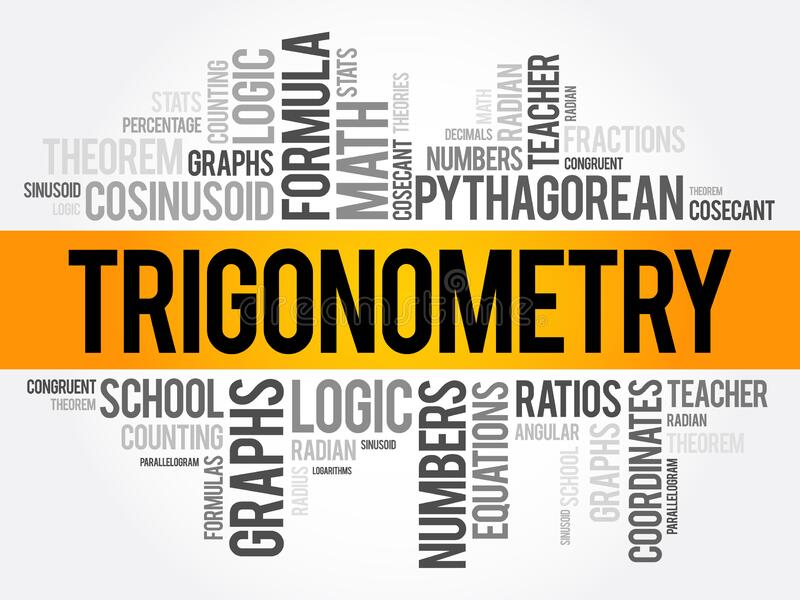 STATS
PERCENTAGE
COUNTING
LOGIC
FORMULA
MATH
STATS
THEORIES
COSECANT
THEOREM
GRAPHS
SINUSOID
LOGIC
COSINUSOID
DECIMALS
MATH
RADIAN
TEACHER
RADIAN
FRACTIONS
NUMBERS
CONGRUENT
PYTHAGOREAN
THEOREM
COSECANT
TRIGONOMETRY
dreamstime
CONGRUENT
THEOREM
SCHOOL
COUNTING
PARALLELOGRAM
FORMULAS
GRAPHS
LOGIC
RADIAN
SINUSOID
RADIUS
LOGARITHMS
NUMBERS
EQUATIONS
RATIOS
ANGULAR
SINUSOID
SCHOOL
GRAPHS
COORDINATES
TEACHER
RADIAN
THEOREM
PARALLELOGRAM